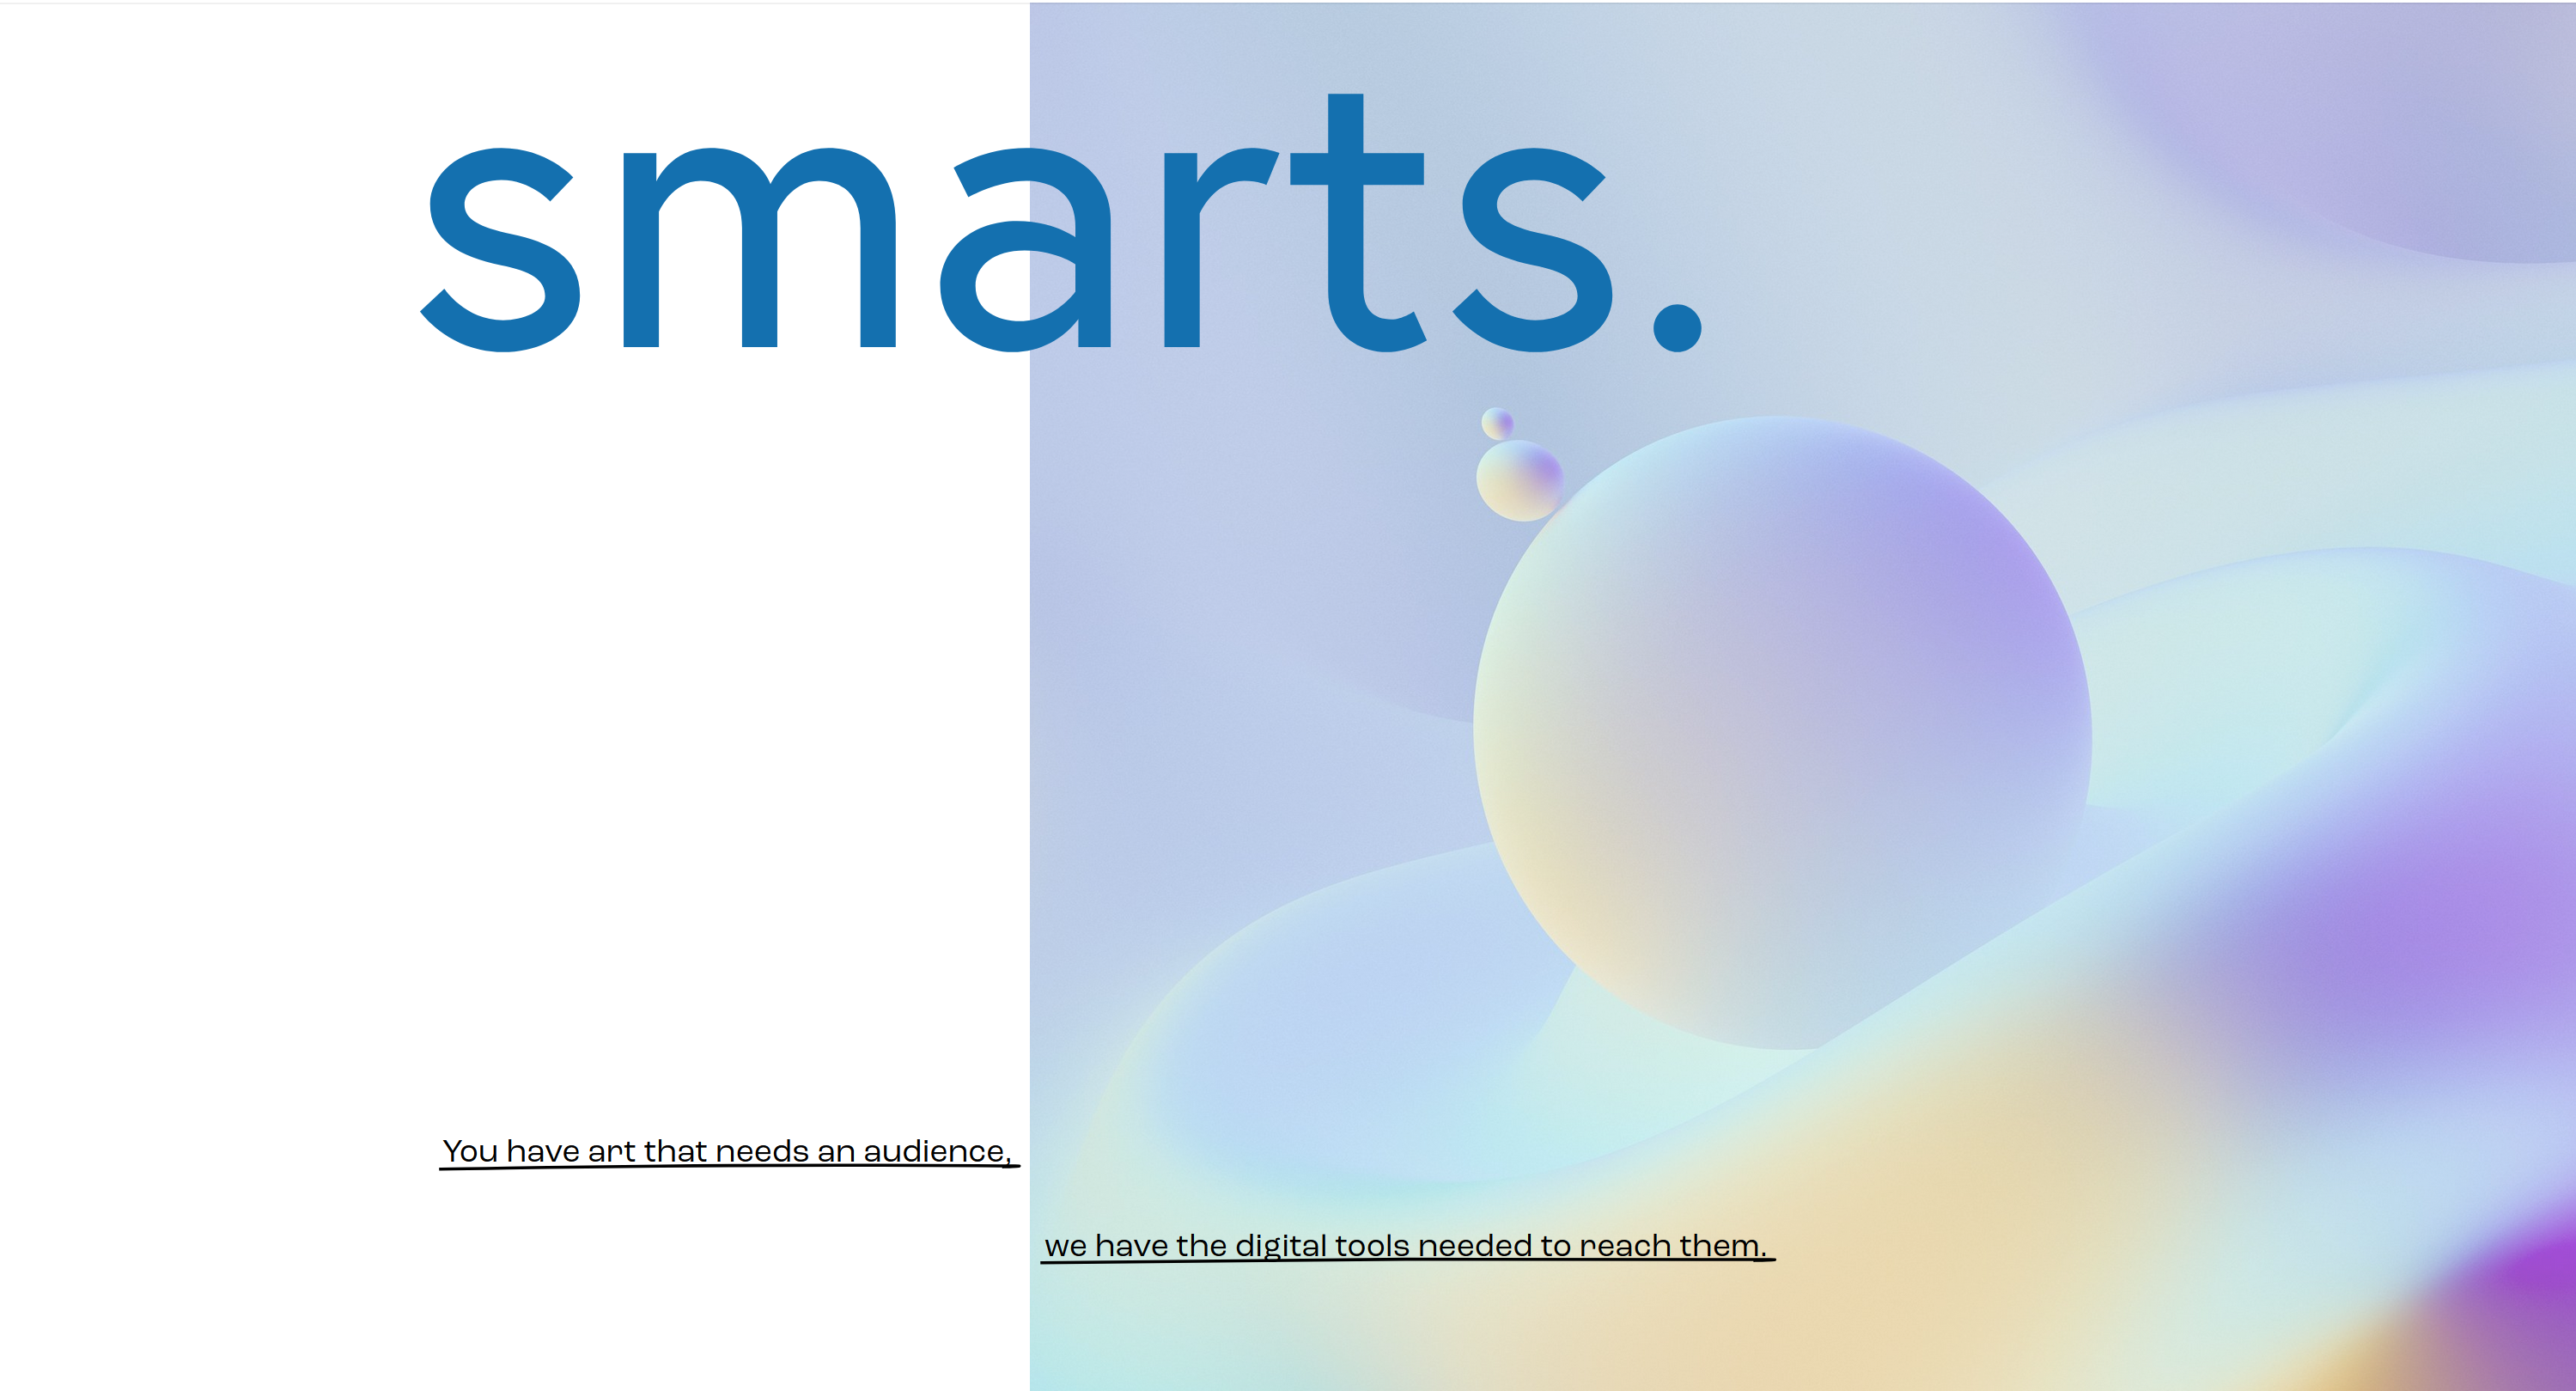 smarts.
You have art that needs an audience,
we have the digital tools needed to reach them.